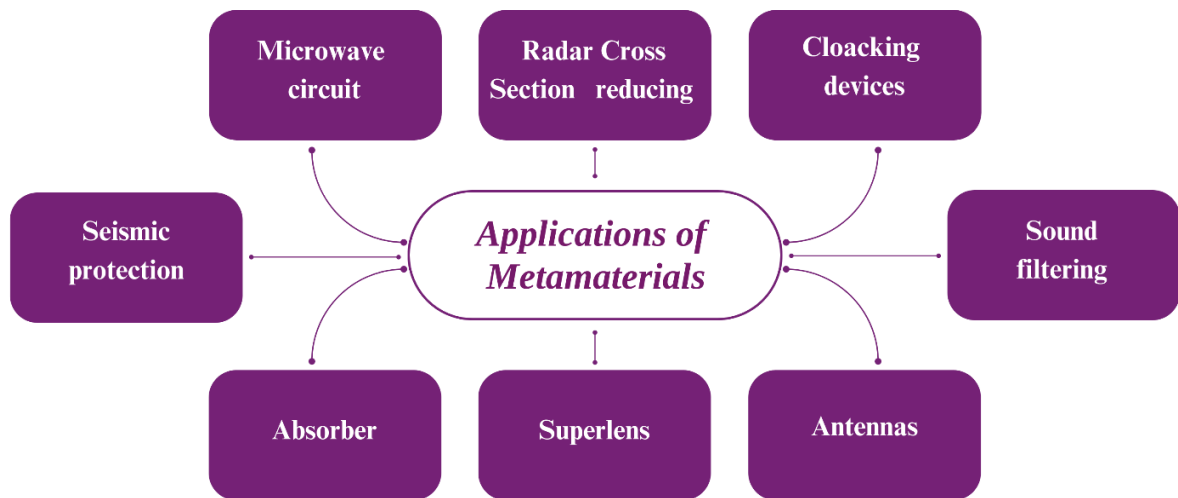 Microwave
circuit
Radar Cross
Section reducing
Cloacking
devices
Seismic
protection
Applications of
Metamaterials
Sound
filtering
Absorber
Superlens
Antennas